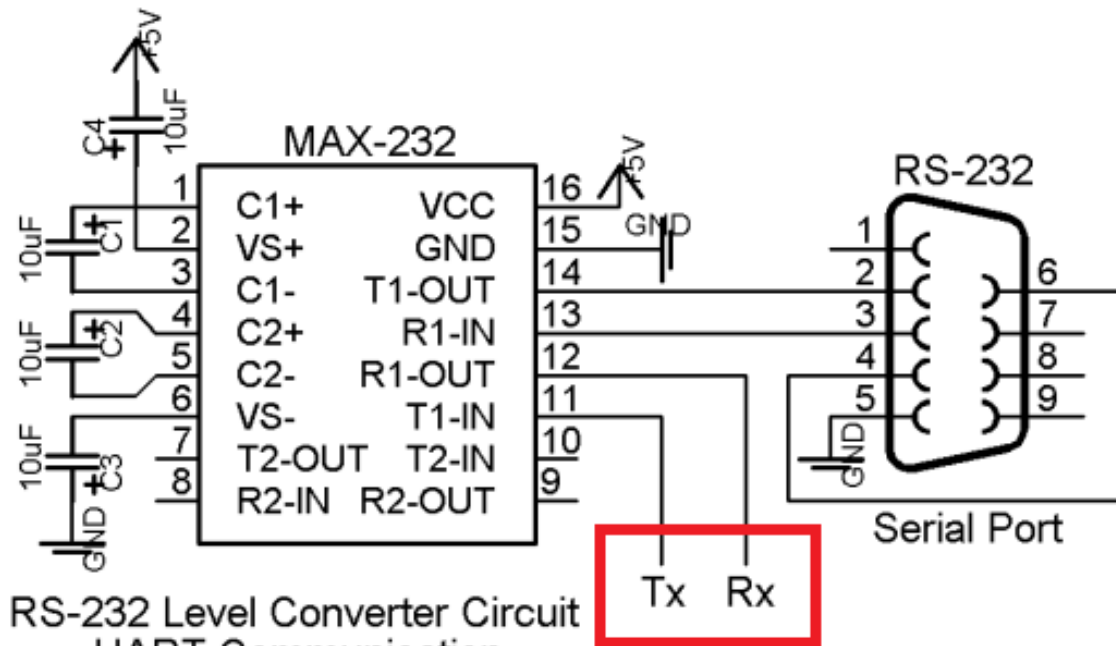 +5V
C4
10uF
MAX-232
+5V
RS-232
1
C1+
VCC
16
GND
10uF
C1
2
VS+
GND
15
3
C1-
T1-OUT
14
10uF
C2
4
C2+
R1-IN
13
5
C2-
R1-OUT
12
6
VS-
T1-IN
11
10uF
C3
7
T2-OUT
T2-IN
10
8
R2-IN
R2-OUT
9
GND
1
2
6
3
7
4
8
5
9
GND
Serial Port
Tx Rx
RS-232 Level Converter Circuit
UART Communication